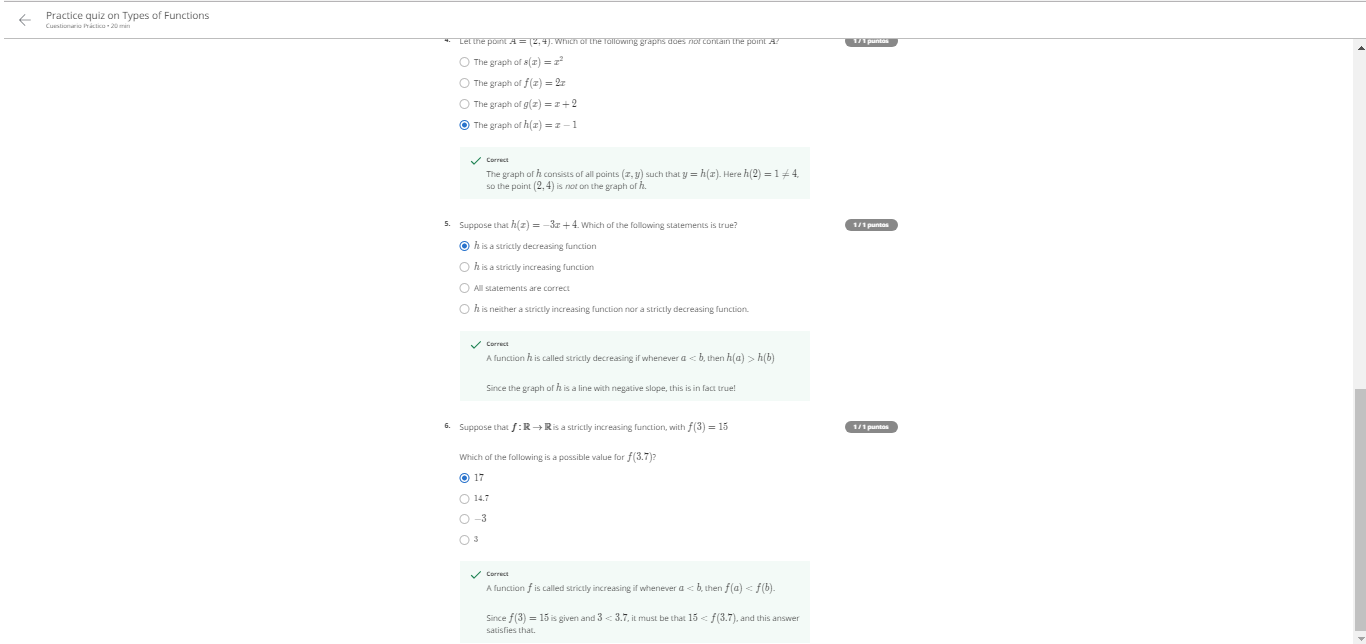 Practice quiz on Types of Functions
Cuestionario Práctico • 20 min
4. Let the point A = (2, 4). Which of the following graphs does not contain the point A?
1 / 1 puntos
The graph of s(x) = x²
The graph of f(x) = 2x
The graph of g(x) = x + 2
The graph of h(x) = x − 1
Correct
The graph of h consists of all points (x, y) such that y = h(x). Here h(2) = 1 ≠ 4,
so the point (2, 4) is not on the graph of h.
5. Suppose that h(x) = −3x + 4. Which of the following statements is true?
1 / 1 puntos
h is a strictly decreasing function
h is a strictly increasing function
All statements are correct
h is neither a strictly increasing function nor a strictly decreasing function.
Correct
A function h is called strictly decreasing if whenever a < b, then h(a) > h(b)
Since the graph of h is a line with negative slope, this is in fact true!
6. Suppose that f : ℝ → ℝ is a strictly increasing function, with f(3) = 15
1 / 1 puntos
Which of the following is a possible value for f(3.7)?
17
14.7
−3
3
Correct
A function f is called strictly increasing if whenever a < b, then f(a) < f(b).
Since f(3) = 15 is given and 3 < 3.7, it must be that 15 < f(3.7), and this answer
satisfies that.